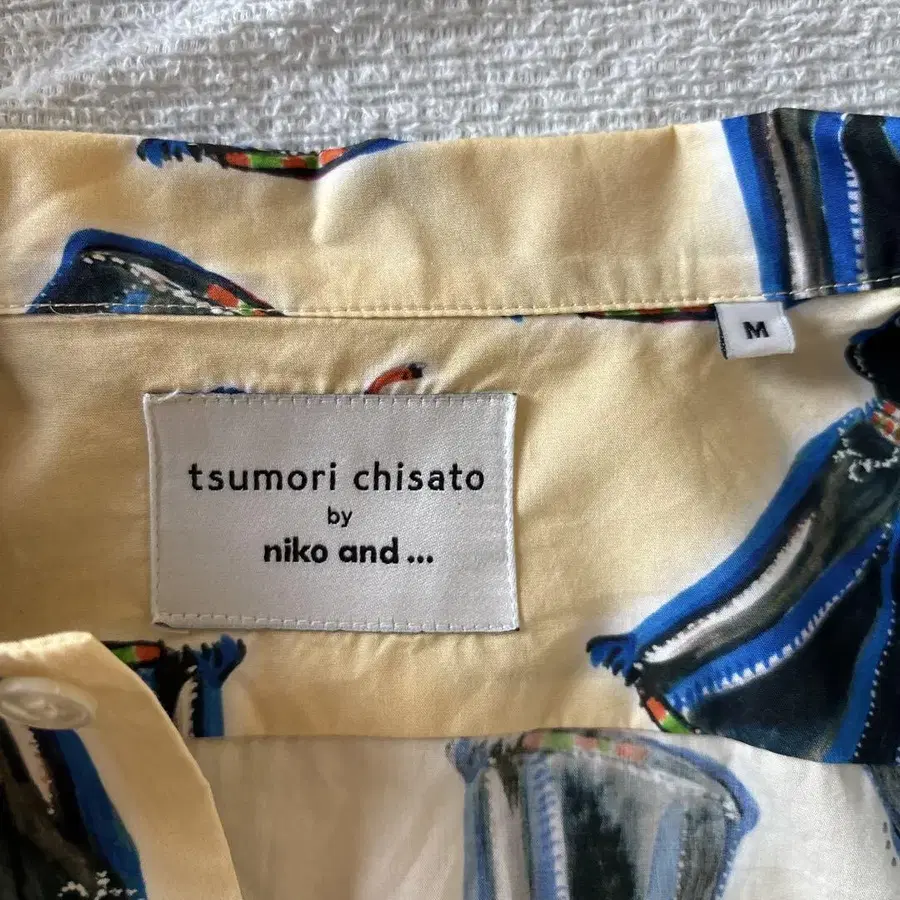 M
tsumori chisato
by
niko and ...